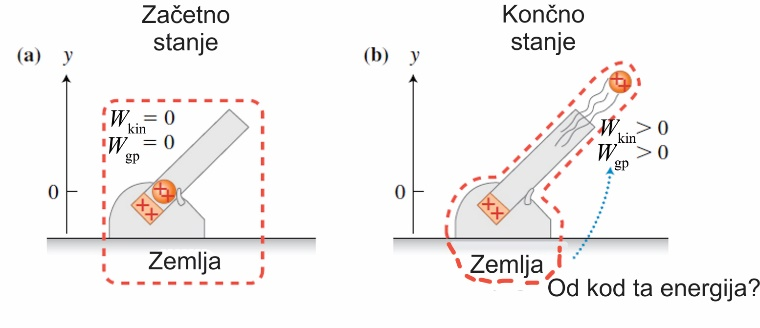 Začetno
stanje
(a)
y
W_kin = 0
W_gp = 0
0
++
++
Zemlja
Končno
stanje
(b)
y
++
W_kin > 0
W_gp > 0
0
++
Zemlja
Od kod ta energija?